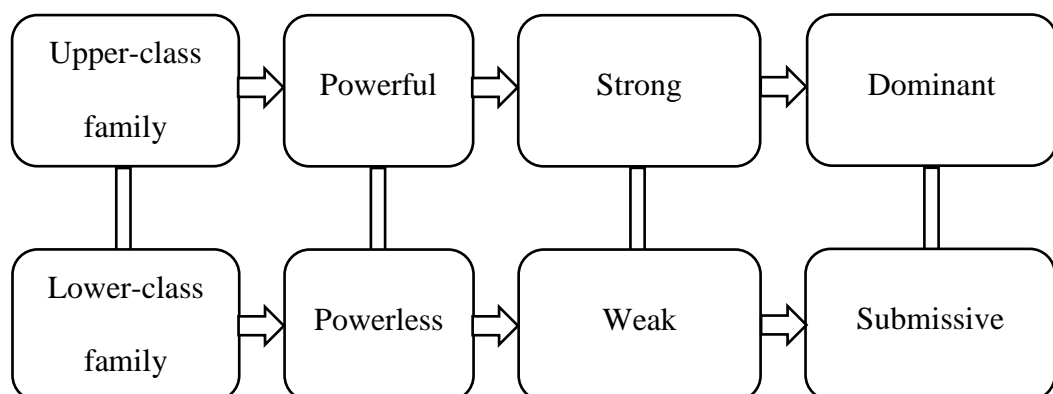 Upper-class
family
Powerful
Strong
Dominant
Lower-class
family
Powerless
Weak
Submissive